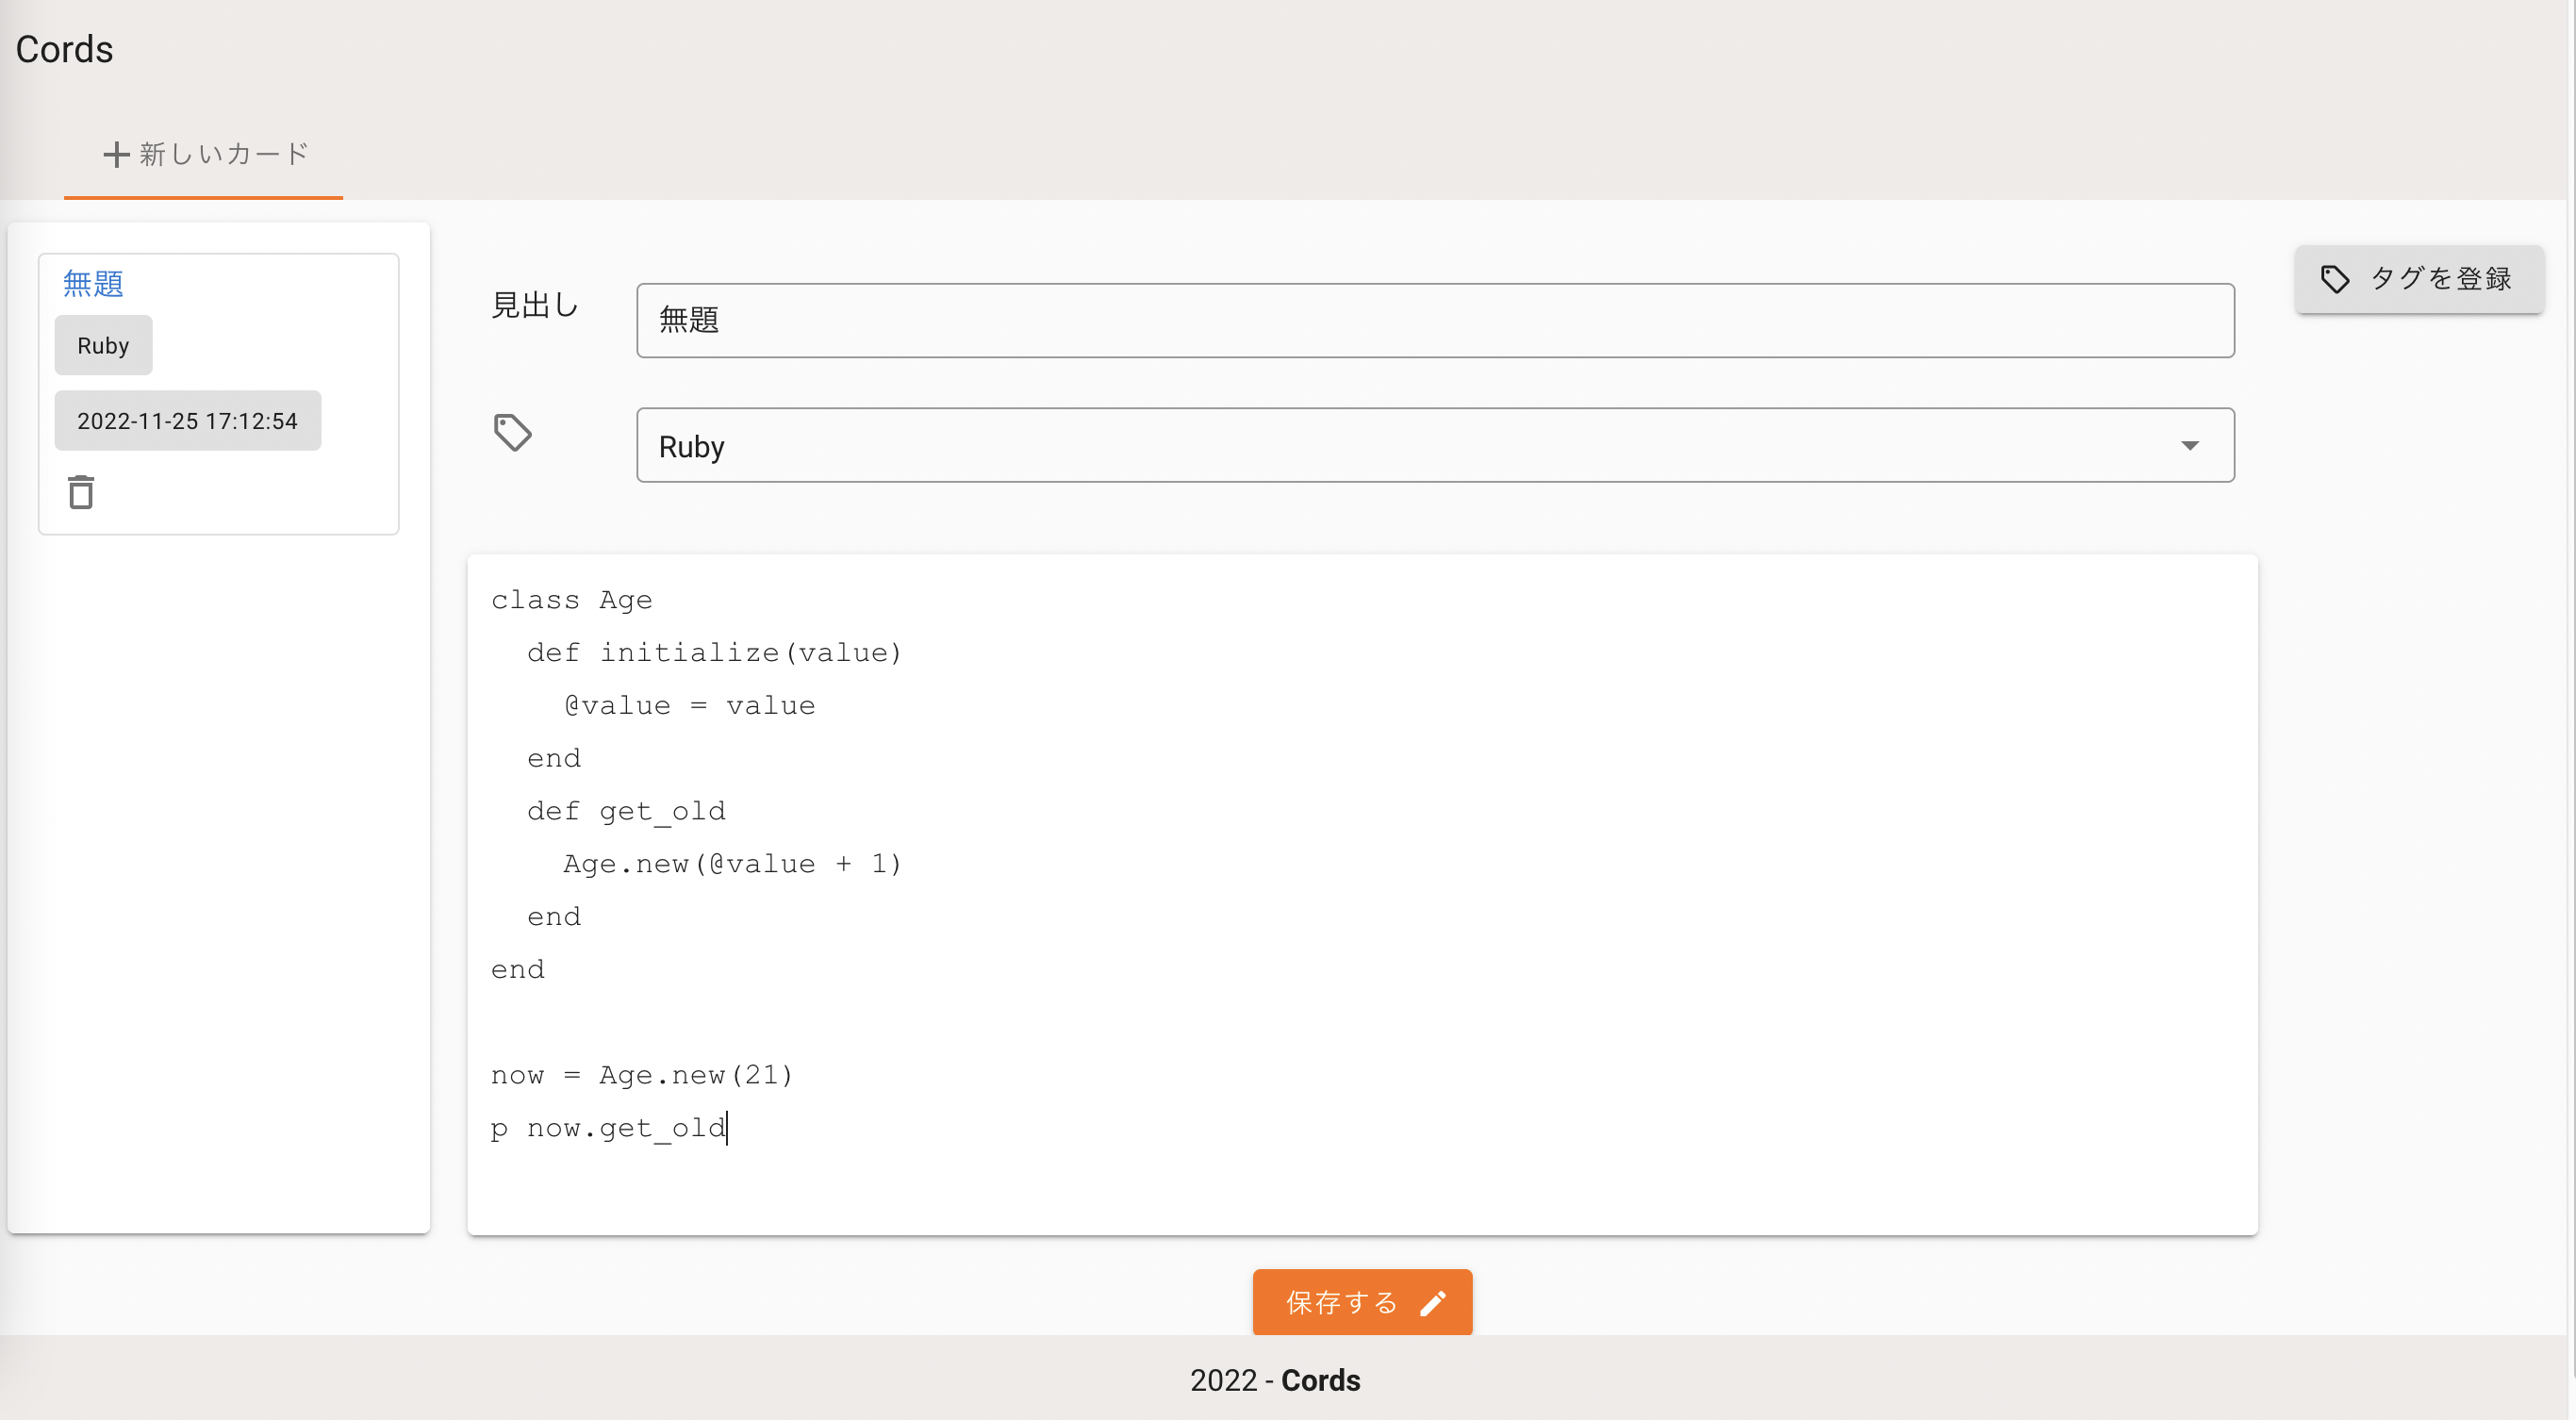 Cords
新しいカード
無題
Ruby
2022-11-25 17:12:54
見出し
無題
タグを登録
Ruby
class Age
  def initialize(value)
    @value = value
  end
  def get_old
    Age.new(@value + 1)
  end
end

now = Age.new(21)
p now.get_old
保存する
2022 - Cords